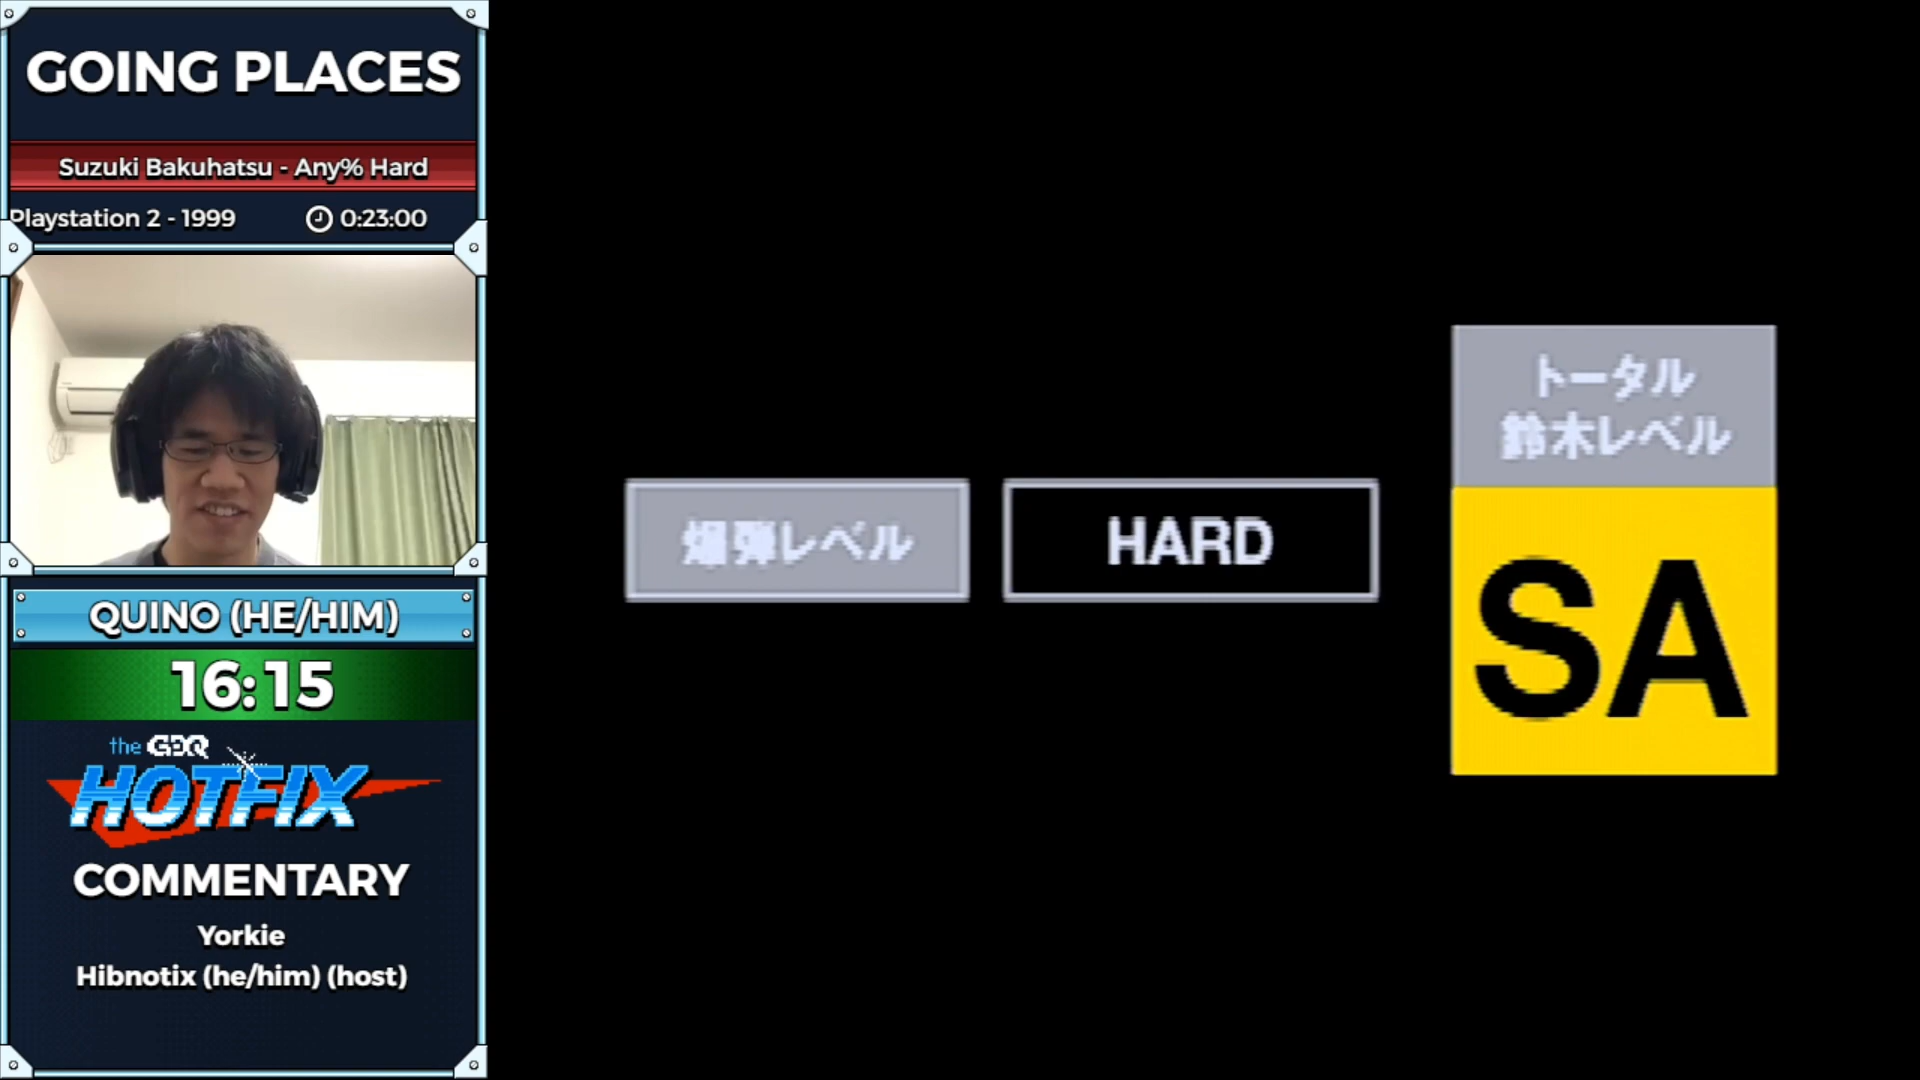 GOING PLACES
Suzuki Bakuhatsu - Any% Hard
Playstation 2 - 1999
0:23:00
QUINO (HE/HIM)
16:15
the GDQ
HOTFIX
COMMENTARY
Yorkie
Hibnotix (he/him) (host)
爆弾レベル
HARD
トータル
鈴木レベル
SA